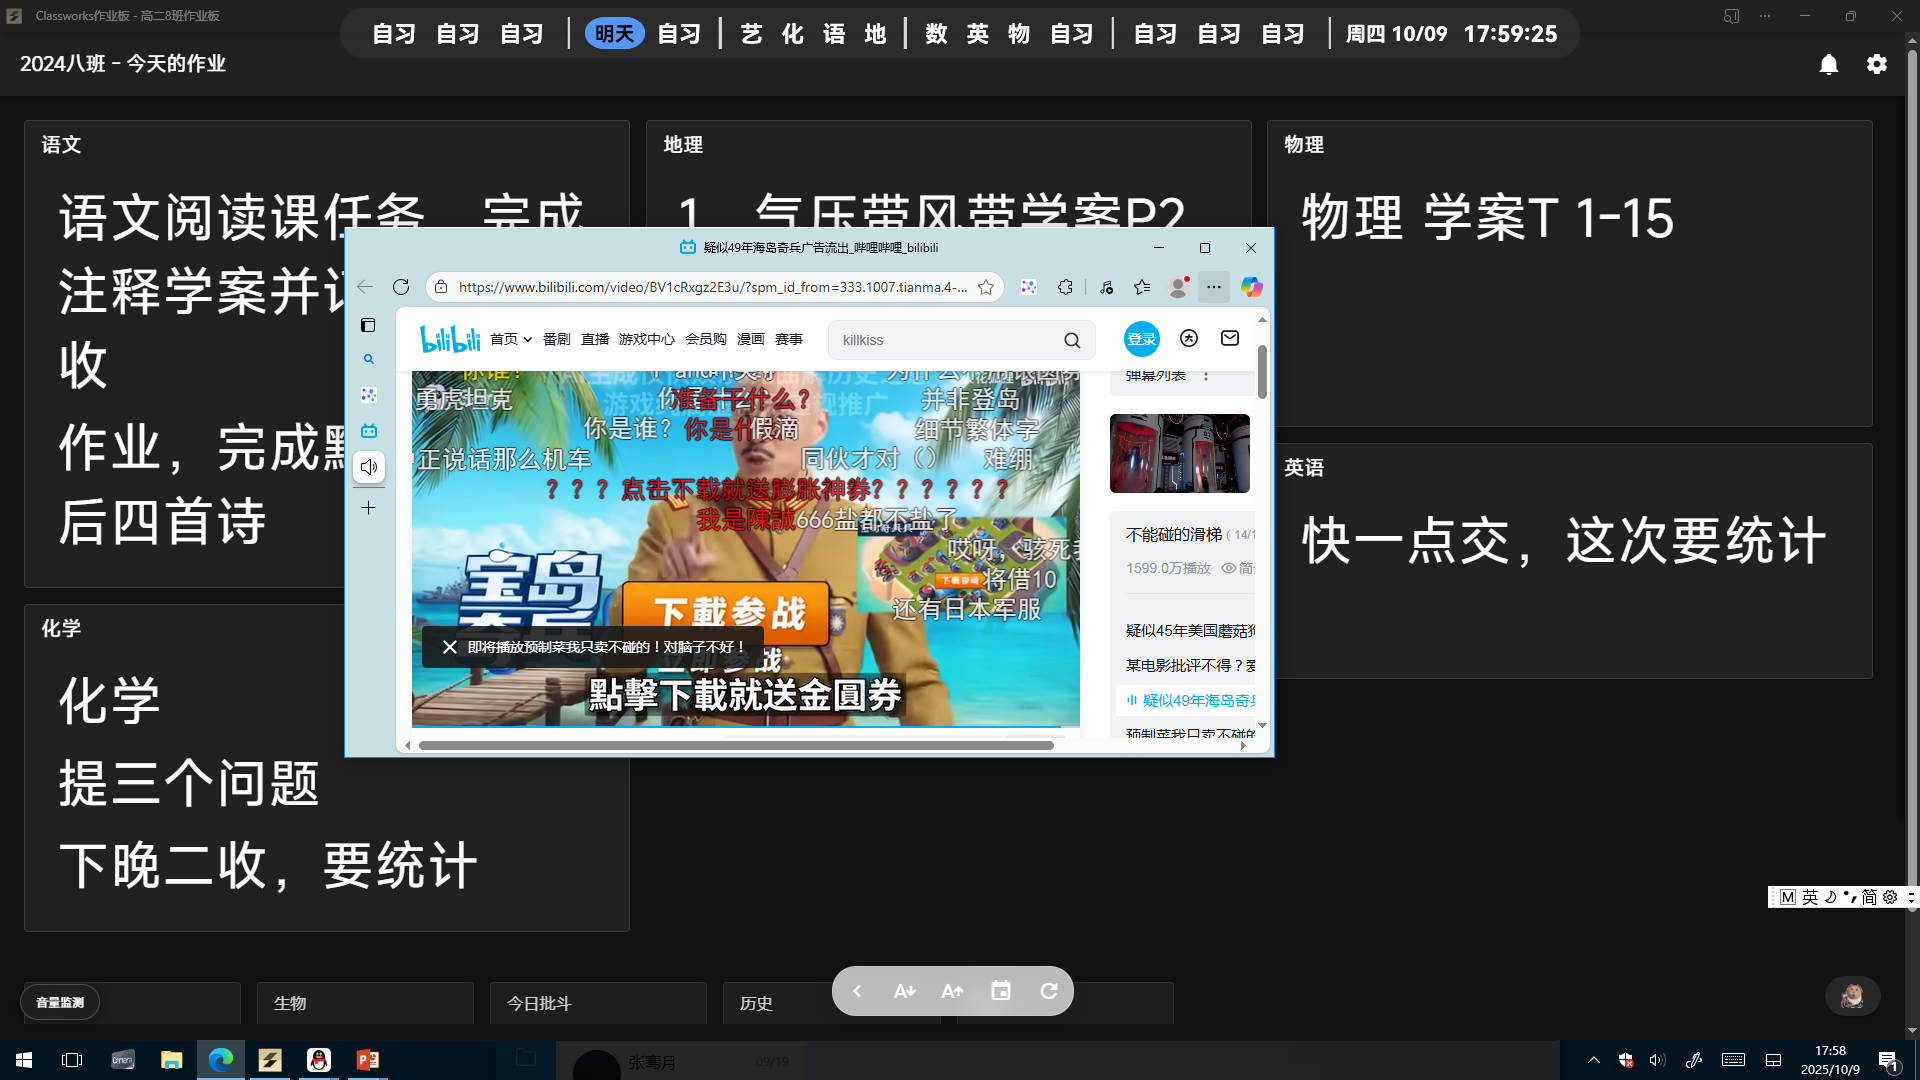 Classworks作业板 - 高二8班作业板
自习 自习 自习 明天 自习 艺 化 语 地 数 英 物 自习 自习 自习 自习 周四 10/09 17:59:25
2024八班 - 今天的作业
语文
语文阅读课任务
完成
注释学案并
收
作业，完成
后四首诗
地理
1
气压带风带学案P2
物理
物理 学案T 1-15
英语
快一点交，这次要统计
化学
化学
提三个问题
下晚二收，要统计
疑似49年海岛奇兵广告流出_哔哩哔哩_bilibili
https://www.bilibili.com/video/BV1cRxgz2E3u/?spm_id_from=333.1007.tianma.4-...
bilibili 首页 番剧 直播 游戏中心 会员购 漫画 赛事
killkiss
登录
弹幕列表
勇虎坦克
准备干什么？
并非登岛
你是谁？
假滴
细节繁体字
正说话那么机车
同伙才对（）
难绷
？？？点击下载就送膨胀神券？？？？？？
我是陳誠
666盐都不盐了
哎呀，骇死
将借10
还有日本军服
下載参战
即将播放预制菜我只卖不碰的！对脑子不好！
點擊下載就送金圓券
不能碰的滑梯
1599.0万播放
疑似45年美国蘑菇
某电影批评不得？
疑似49年海岛奇
预制菜我只卖不碰的
音量监测
生物
今日批斗
历史
张骞月
09/19
M 英 简
17:58
2025/10/9
1